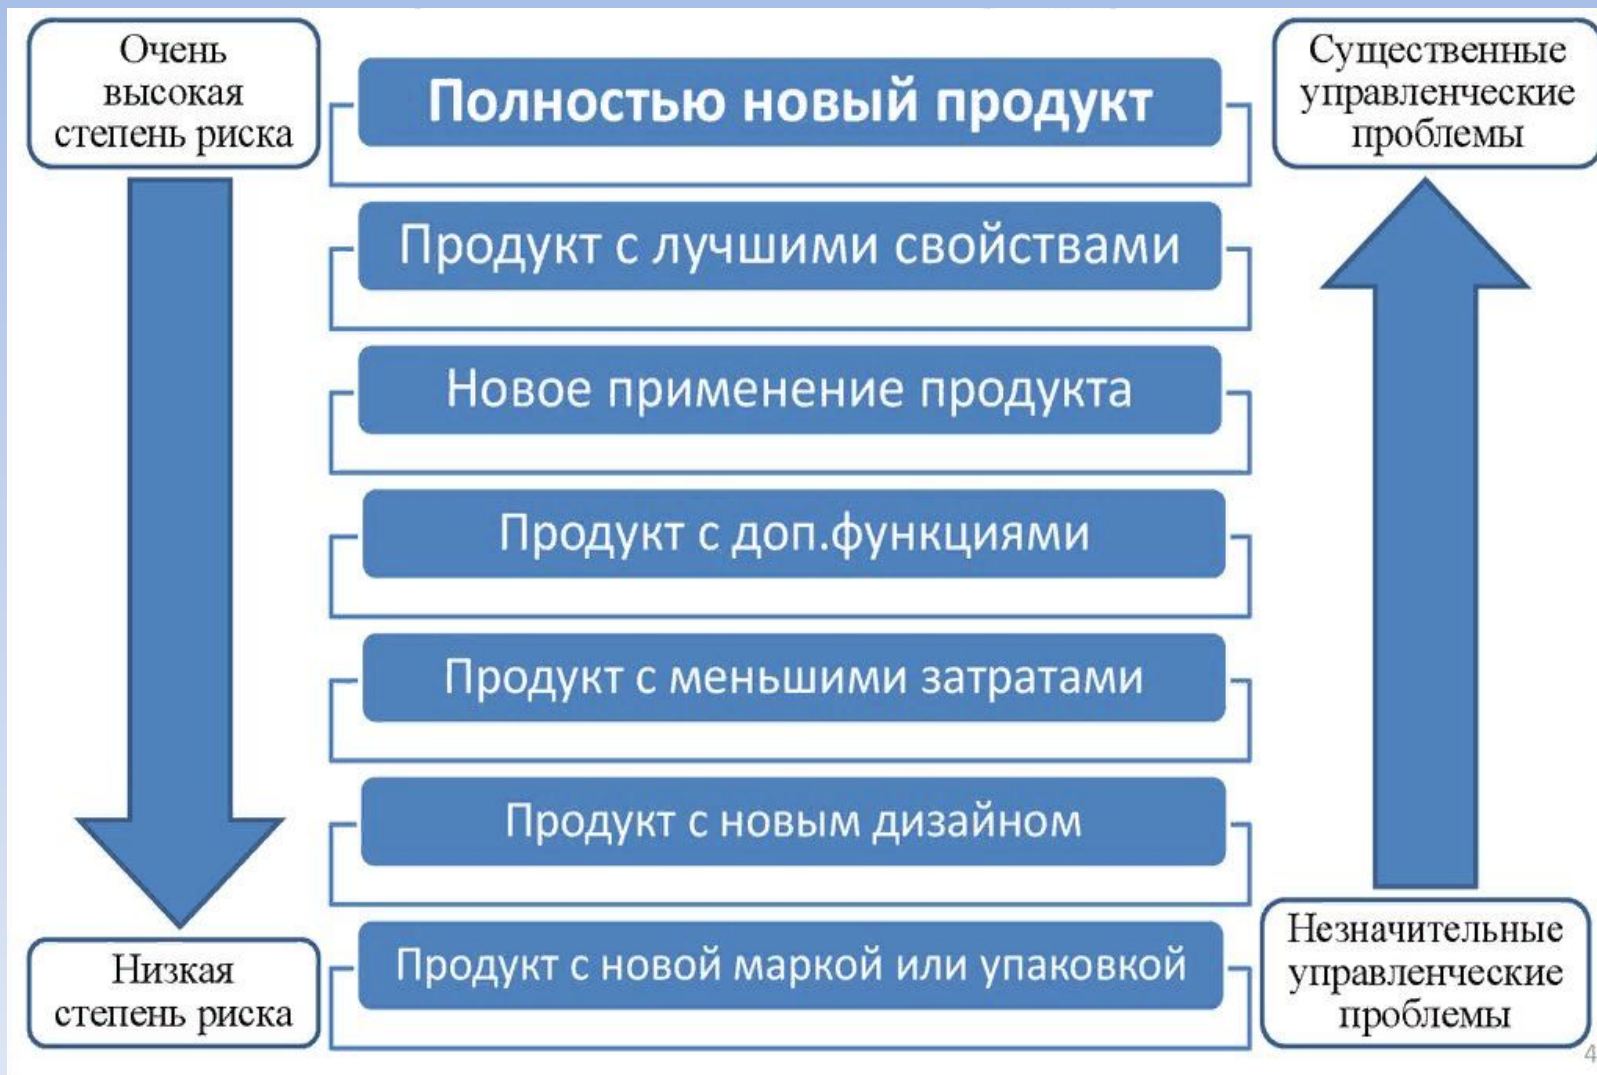 Очень
высокая
степень риска
Полностью новый продукт
Существенные
управленческие
проблемы
Продукт с лучшими свойствами
Новое применение продукта
Продукт с доп.функциями
Продукт с меньшими затратами
Продукт с новым дизайном
Низкая
степень риска
Продукт с новой маркой или упаковкой
Незначительные
управленческие
проблемы
4